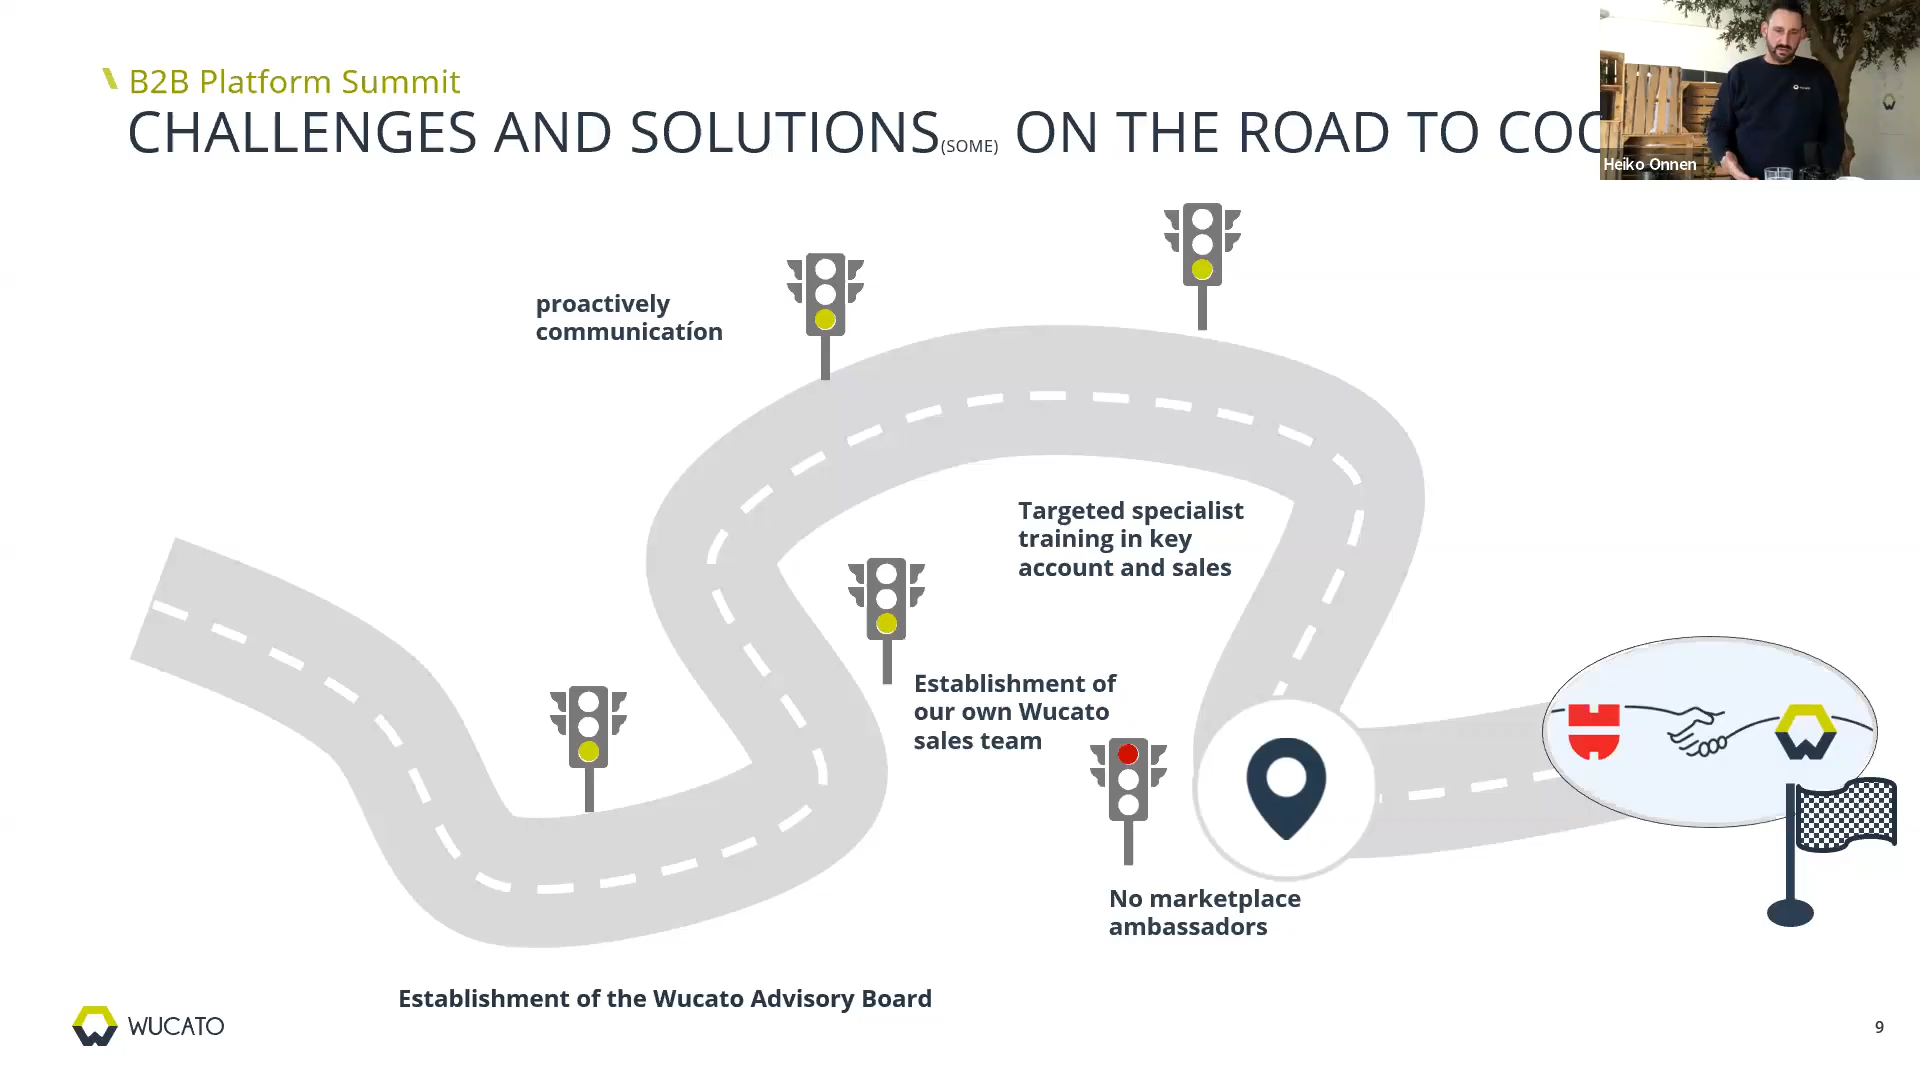 B2B Platform Summit
CHALLENGES AND SOLUTIONS(SOME) ON THE ROAD TO
Heiko Onnen
proactively
communicatíon
Targeted specialist
training in key
account and sales
Establishment of
our own Wucato
sales team
No marketplace
ambassadors
Establishment of the Wucato Advisory Board
WUCATO
9